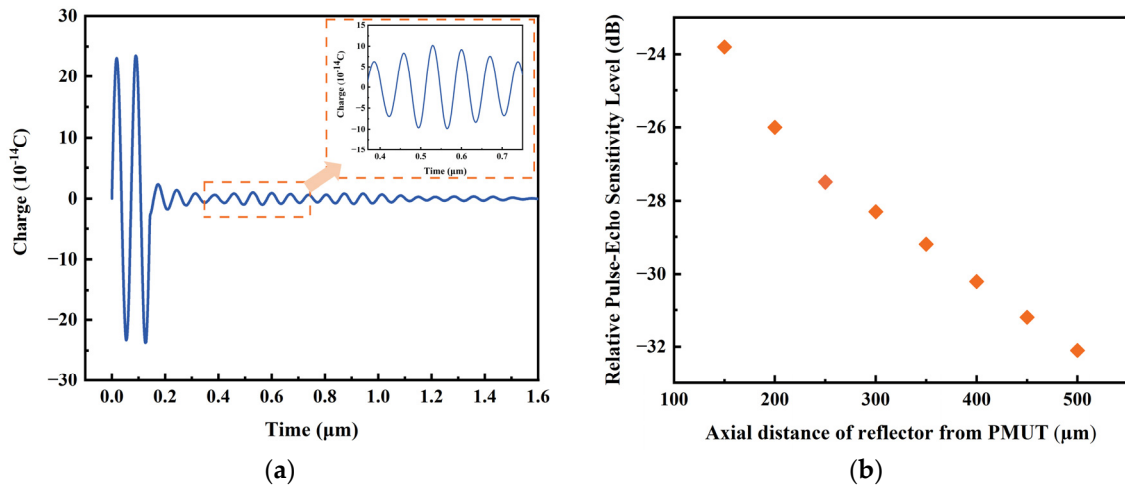 30
20
10
0
−10
−20
−30
Charge (10⁻¹⁴C)
0.0 0.2 0.4 0.6 0.8 1.0 1.2 1.4 1.6
Time (μm)
15
10
5
0
−5
−10
−15
Charge (10⁻¹⁴C)
0.4 0.5 0.6 0.7
Time (μm)
(a)
Relative Pulse-Echo Sensitivity Level (dB)
−24
−26
−28
−30
−32
100 200 300 400 500
Axial distance of reflector from PMUT (μm)
(b)